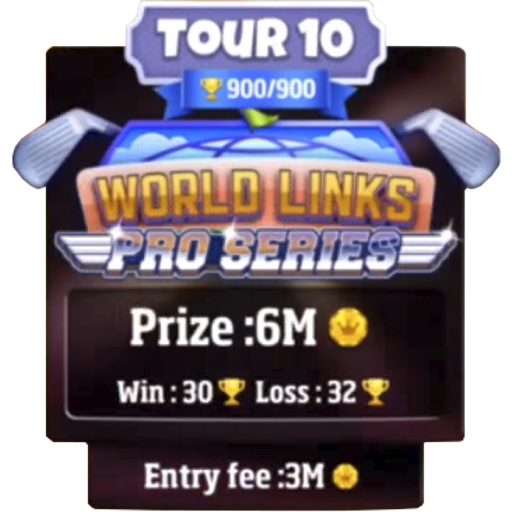 TOUR 10
900/900
WORLD LINKS
PRO SERIES
Prize :6M
Win : 30 Loss : 32
Entry fee :3M